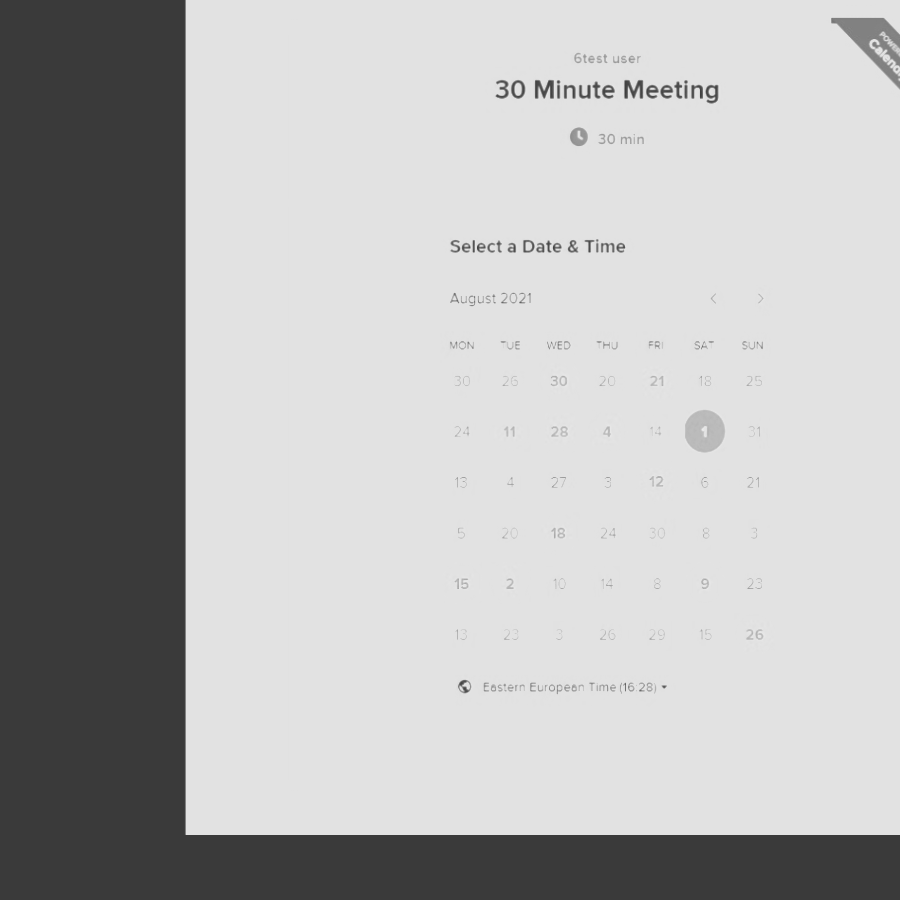 6test user
30 Minute Meeting
30 min
Select a Date & Time
August 2021
MON TUE WED THU FRI SAT SUN
30 26 30 20 21 18 25
24 11 28 4 14 1 31
13 4 27 3 12 6 21
5 20 18 24 30 8 3
15 2 10 14 8 9 23
13 23 3 26 29 15 26
Eastern European Time (16:28)